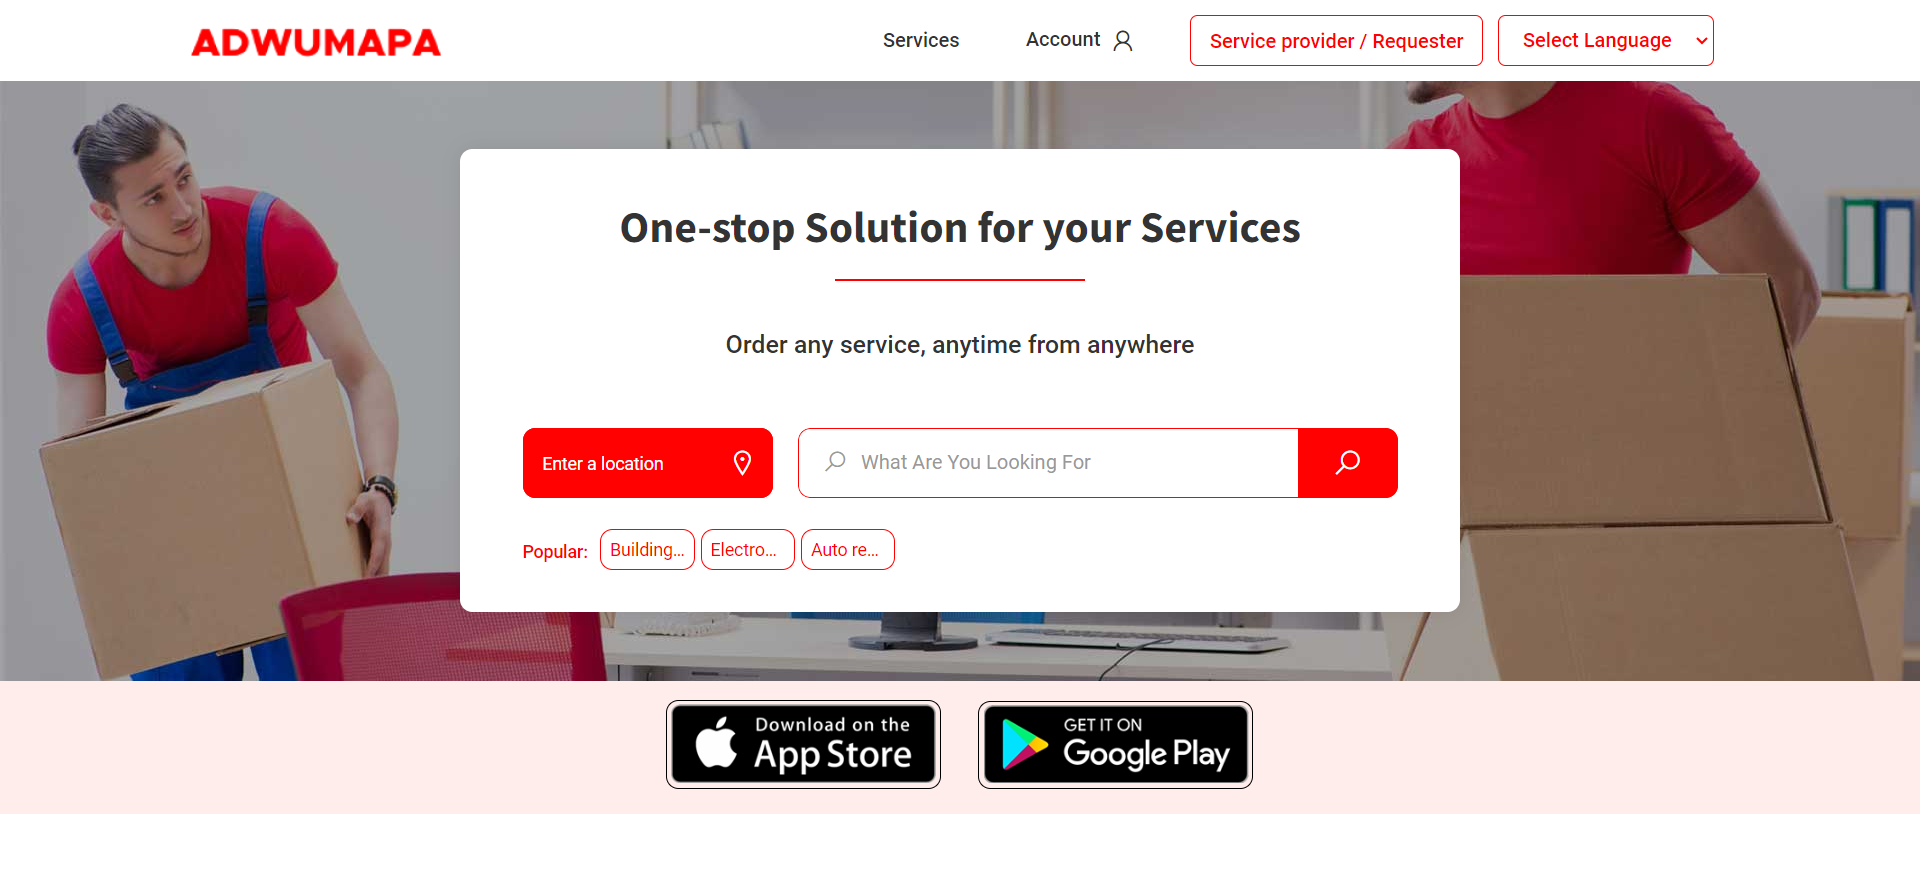 ADWUMAPA
Services
Account
Service provider / Requester
Select Language
One-stop Solution for your Services
Order any service, anytime from anywhere
Enter a location
What Are You Looking For
Popular:
Building...
Electro...
Auto re...
Download on the
App Store
GET IT ON
Google Play